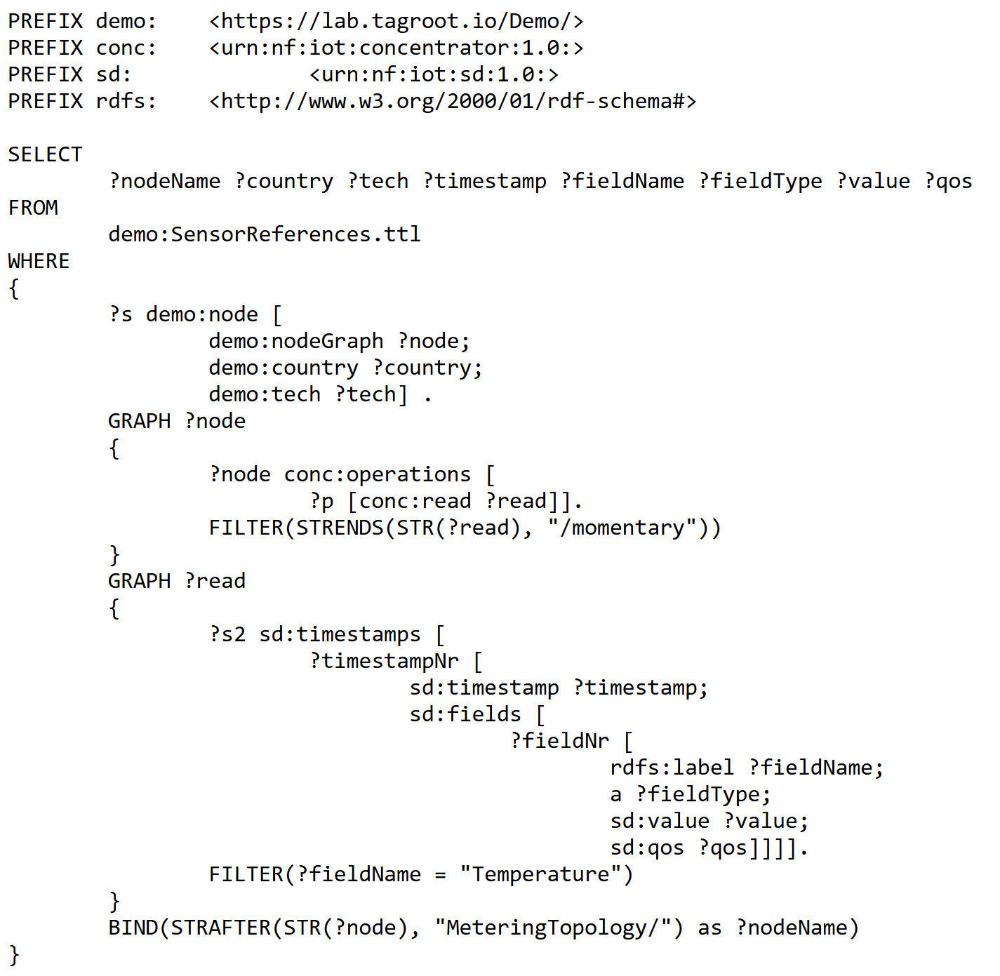 PREFIX demo:    <https://lab.tagroot.io/Demo/>
PREFIX conc:    <urn:nf:iot:concentrator:1.0:>
PREFIX sd:              <urn:nf:iot:sd:1.0:>
PREFIX rdfs:    <http://www.w3.org/2000/01/rdf-schema#>

SELECT
        ?nodeName ?country ?tech ?timestamp ?fieldName ?fieldType ?value ?qos
FROM
        demo:SensorReferences.ttl
WHERE
{
        ?s demo:node [
                demo:nodeGraph ?node;
                demo:country ?country;
                demo:tech ?tech] .
        GRAPH ?node
        {
                ?node conc:operations [
                        ?p [conc:read ?read]].
                FILTER(STRENDS(STR(?read), "/momentary"))
        }
        GRAPH ?read
        {
                ?s2 sd:timestamps [
                        ?timestampNr [
                                sd:timestamp ?timestamp;
                                sd:fields [
                                        ?fieldNr [
                                                rdfs:label ?fieldName;
                                                a ?fieldType;
                                                sd:value ?value;
                                                sd:qos ?qos]]]].
                FILTER(?fieldName = "Temperature")
        }
        BIND(STRAFTER(STR(?node), "MeteringTopology/") as ?nodeName)
}